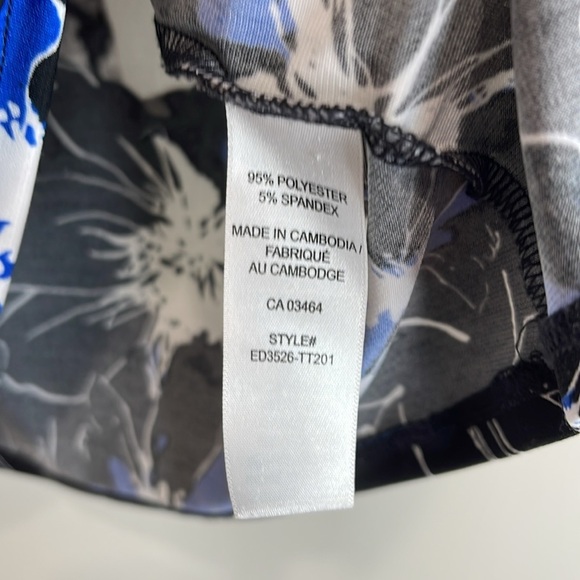 95% POLYESTER
5% SPANDEX
MADE IN CAMBODIA /
FABRIQUÉ
AU CAMBODGE
CA 03464
STYLE#
ED3526-TT201